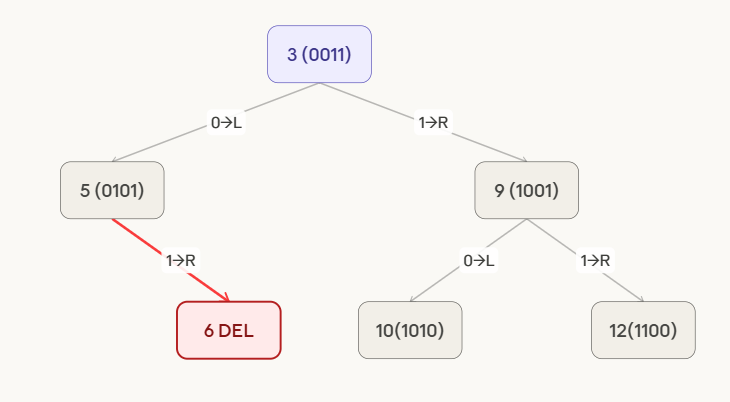 3 (0011)
0→L
1→R
5 (0101)
9 (1001)
1→R
0→L
1→R
6 DEL
10(1010)
12(1100)